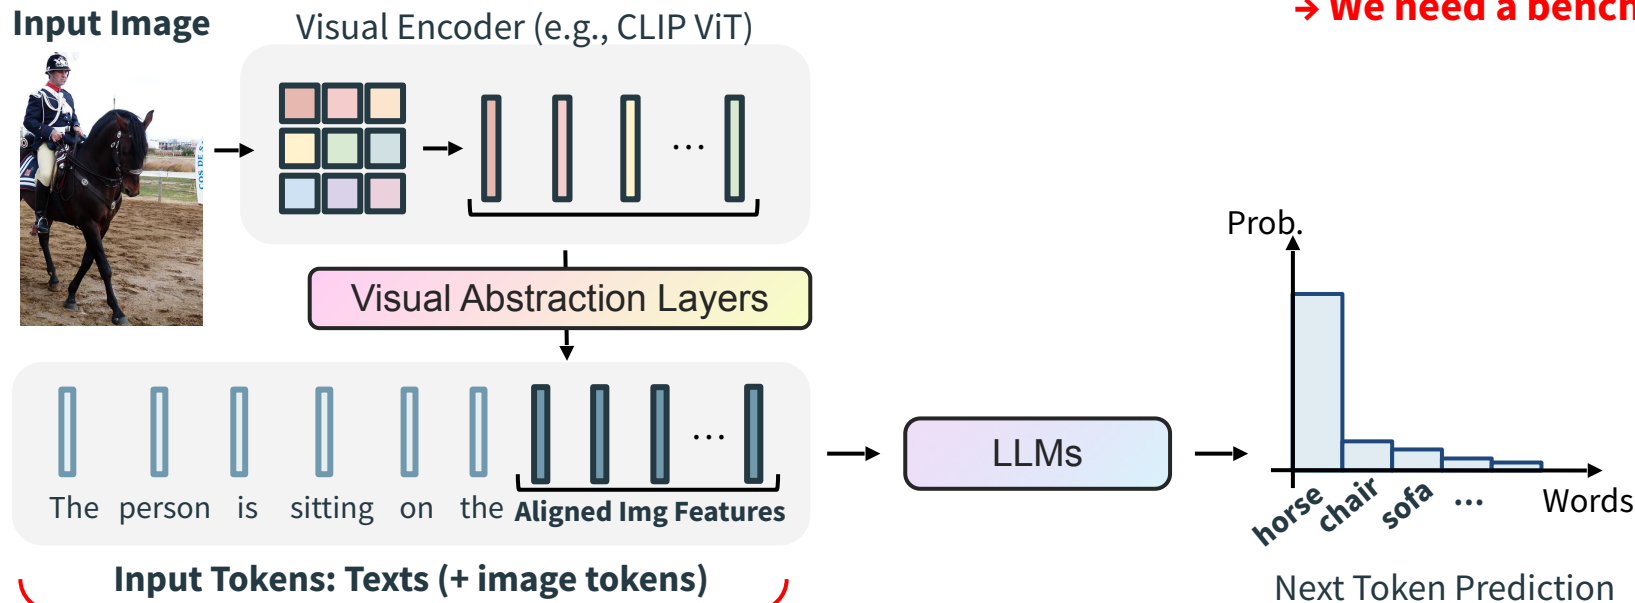 → We need a bench
Input Image
Visual Encoder (e.g., CLIP ViT)
...
Visual Abstraction Layers
Prob.
...
The person is sitting on the Aligned Img Features
LLMs
horse chair sofa ... Words
Input Tokens: Texts (+ image tokens)
Next Token Prediction